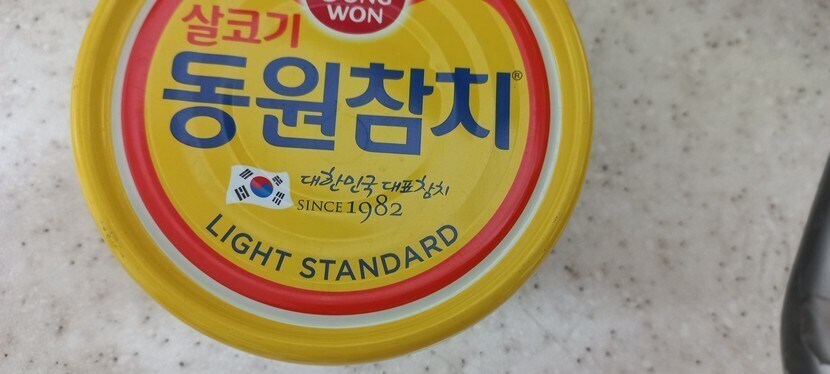 WON
살코기
동원참치®
대한민국 대표참치
SINCE 1982
LIGHT STANDARD